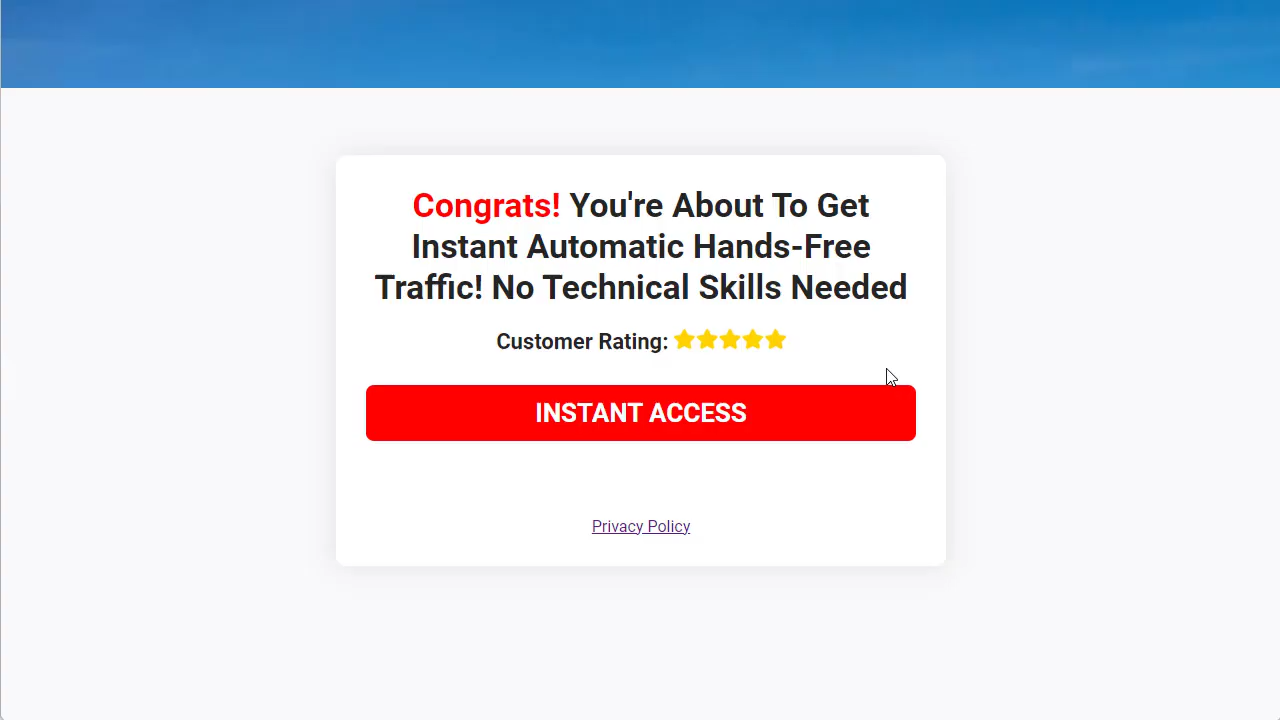 Congrats! You're About To Get
Instant Automatic Hands-Free
Traffic! No Technical Skills Needed
Customer Rating:
INSTANT ACCESS
Privacy Policy